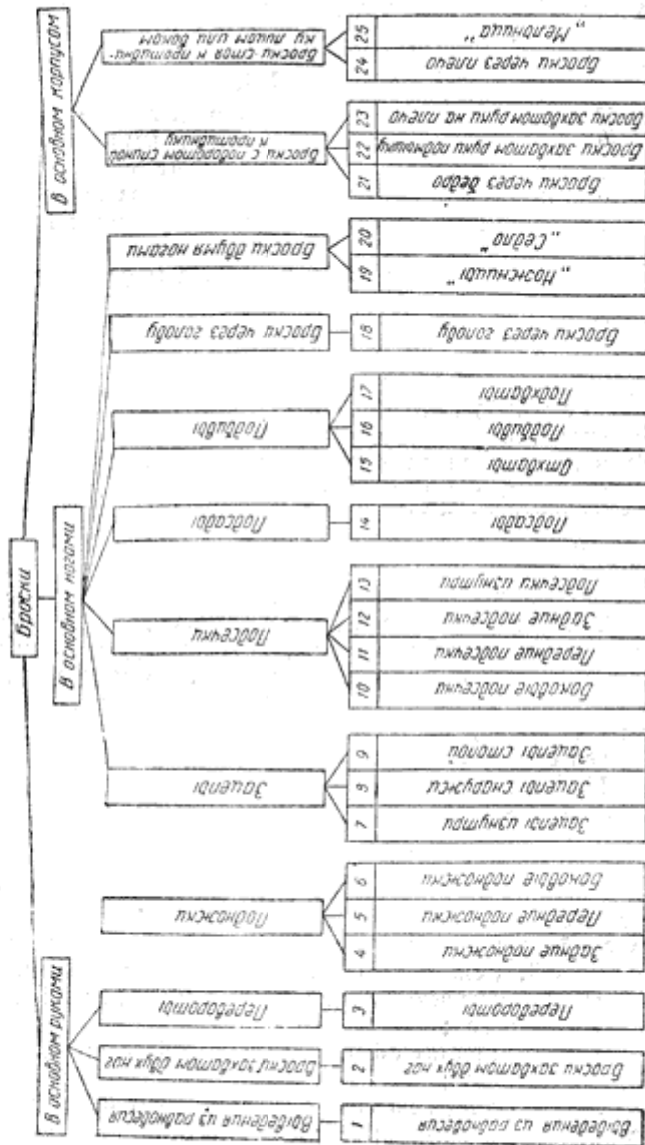 Броски
В основном руками
В основном ногами
В основном корпусом
Выведения из равновесия
Броски захватом двух ног
Перевороты
Подножки
Зацепы
Подсечки
Подсады
Подбивы
Броски через голову
Броски двумя ногами
Броски с поворотом спиной
к противнику
Броски стоя к противни-
ку лицом или боком
1 Выведения из равновесия
2 Броски захватом двух ног
3 Перевороты
4 Задние подножки
5 Передние подножки
6 Боковые подножки
7 Зацепы изнутри
8 Зацепы снаружи
9 Зацепы стопой
10 Боковые подсечки
11 Передние подсечки
12 Задние подсечки
13 Подсечки изнутри
14 Подсады
15 Отхваты
16 Подбивы
17 Подхваты
18 Броски через голову
19 „Ножницы“
20 „Седло“
21 Броски через бедро
22 Броски захватом руки подмышку
23 Броски захватом руки на плечо
24 Броски через плечо
25 „Мельница“